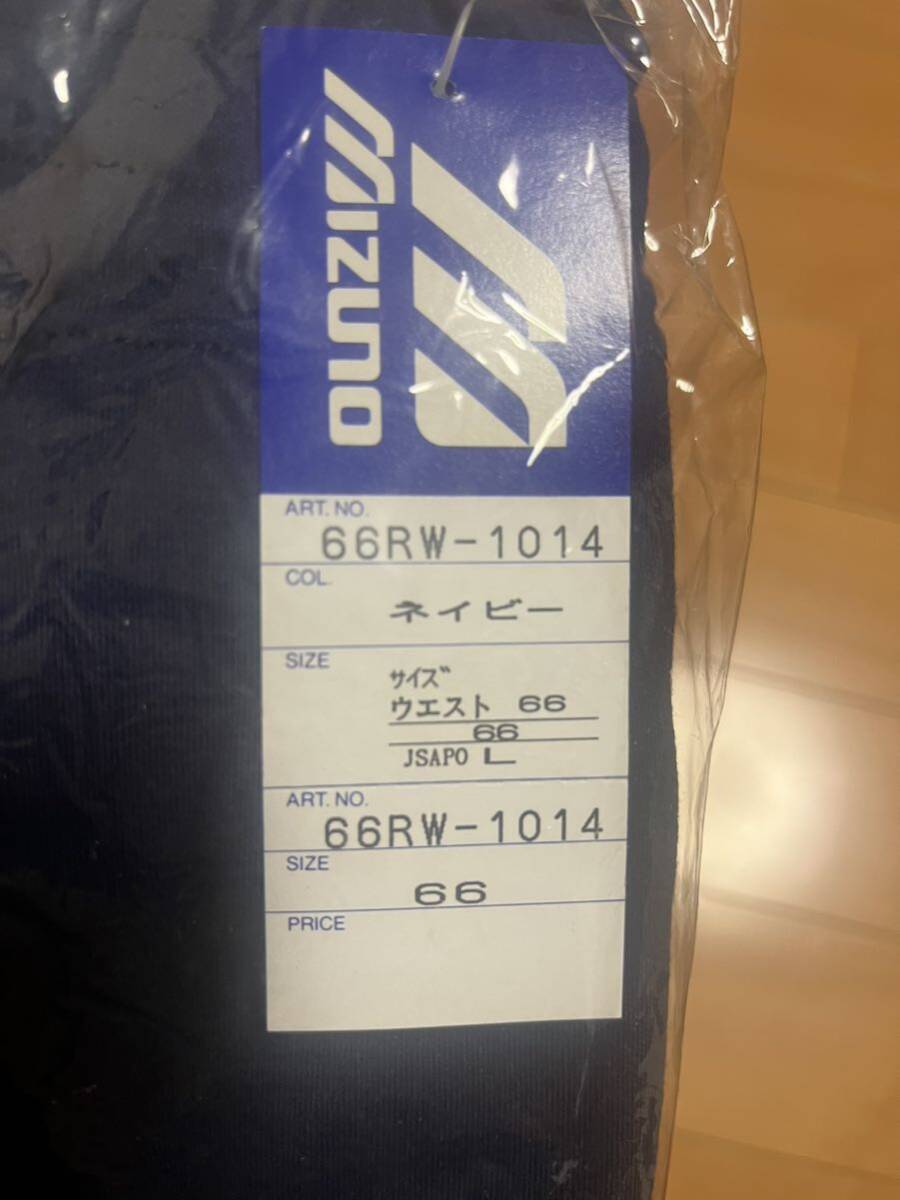 MIZUNO
ART. NO.
66RW-1014
COL.
ネイビー
SIZE
サイズ
ウエスト 66
66
JSAPO L
ART. NO.
66RW-1014
SIZE
66
PRICE